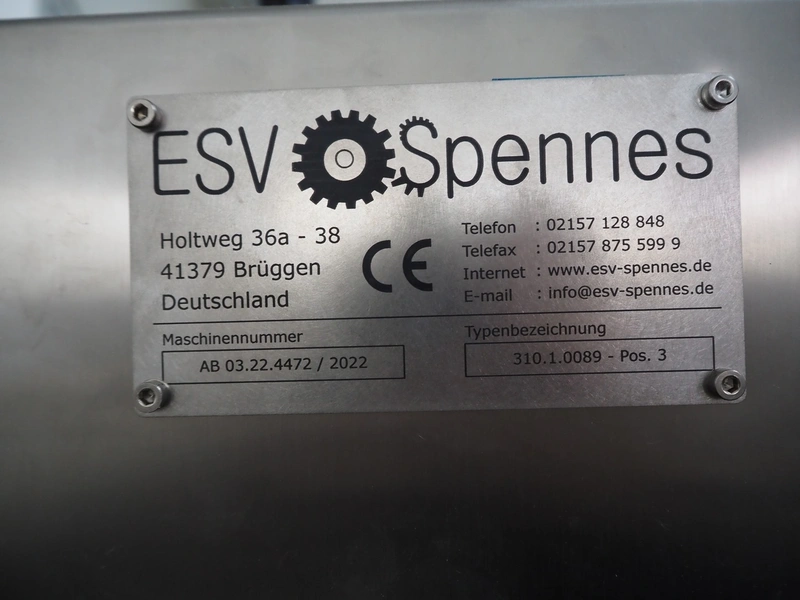 ESV Spennes
Holtweg 36a - 38
41379 Brüggen
Deutschland
CE
Telefon : 02157 128 848
Telefax : 02157 875 599 9
Internet : www.esv-spennes.de
E-mail : info@esv-spennes.de
Maschinennummer
AB 03.22.4472 / 2022
Typenbezeichnung
310.1.0089 - Pos. 3